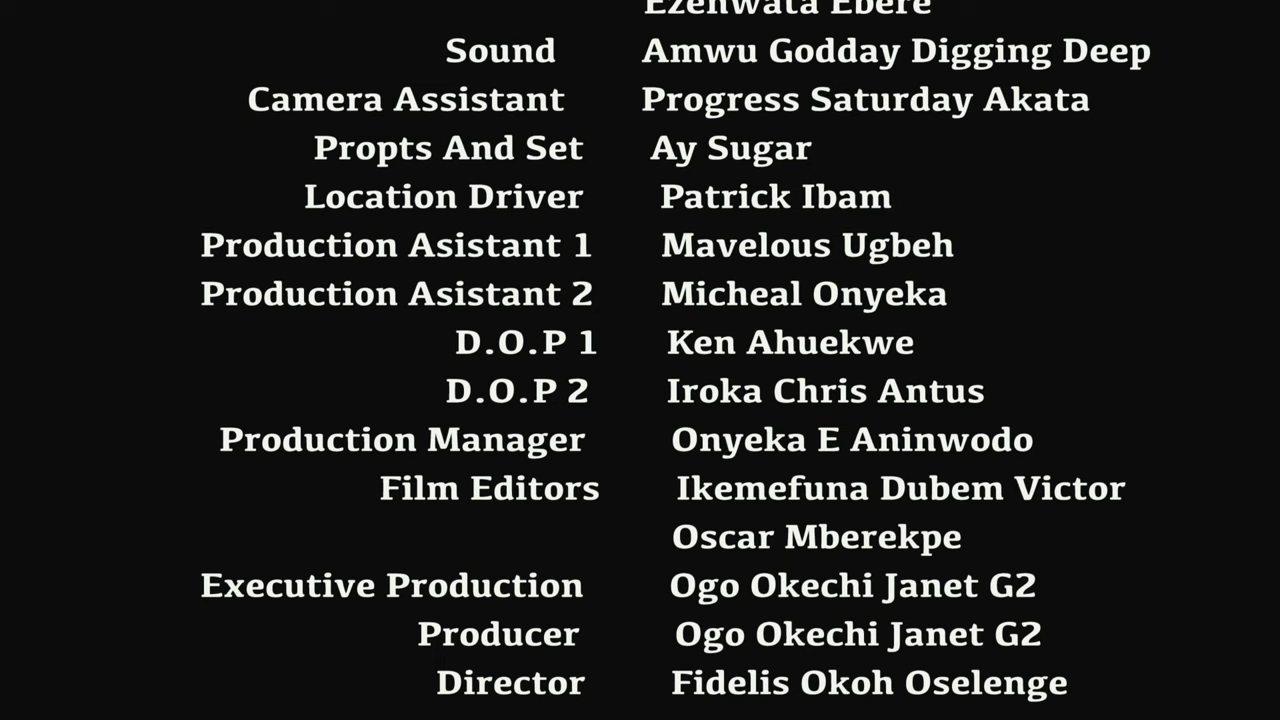 Ezenwata Ebere
Sound Amwu Godday Digging Deep
Camera Assistant Progress Saturday Akata
Propts And Set Ay Sugar
Location Driver Patrick Ibam
Production Asistant 1 Mavelous Ugbeh
Production Asistant 2 Micheal Onyeka
D.O.P 1 Ken Ahuekwe
D.O.P 2 Iroka Chris Antus
Production Manager Onyeka E Aninwodo
Film Editors Ikemefuna Dubem Victor
Oscar Mberekpe
Executive Production Ogo Okechi Janet G2
Producer Ogo Okechi Janet G2
Director Fidelis Okoh Oselenge